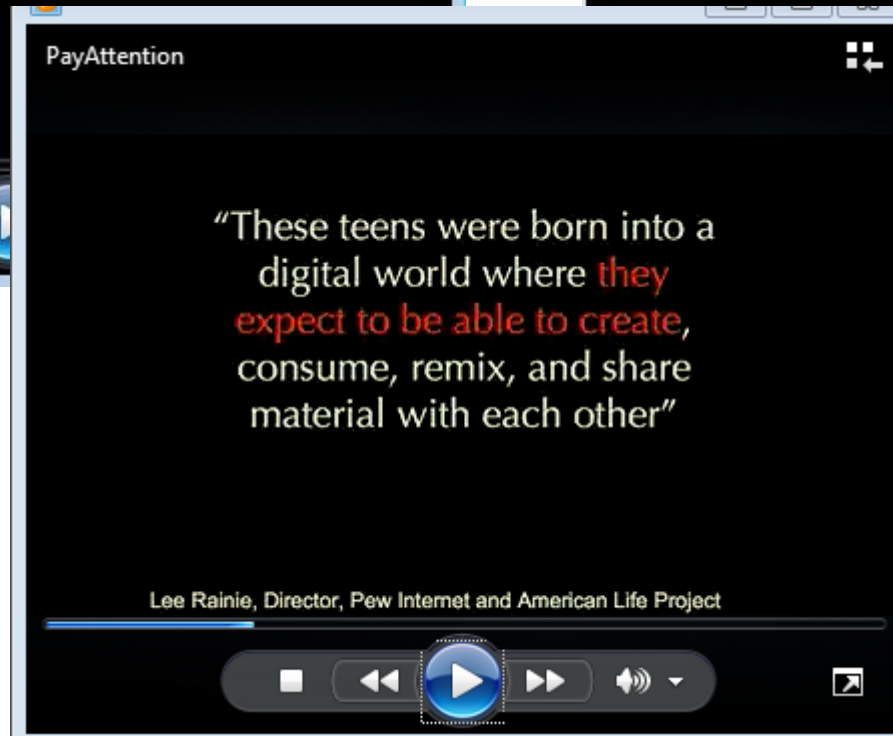 PayAttention
“These teens were born into a
digital world where they
expect to be able to create,
consume, remix, and share
material with each other”
Lee Rainie, Director, Pew Internet and American Life Project